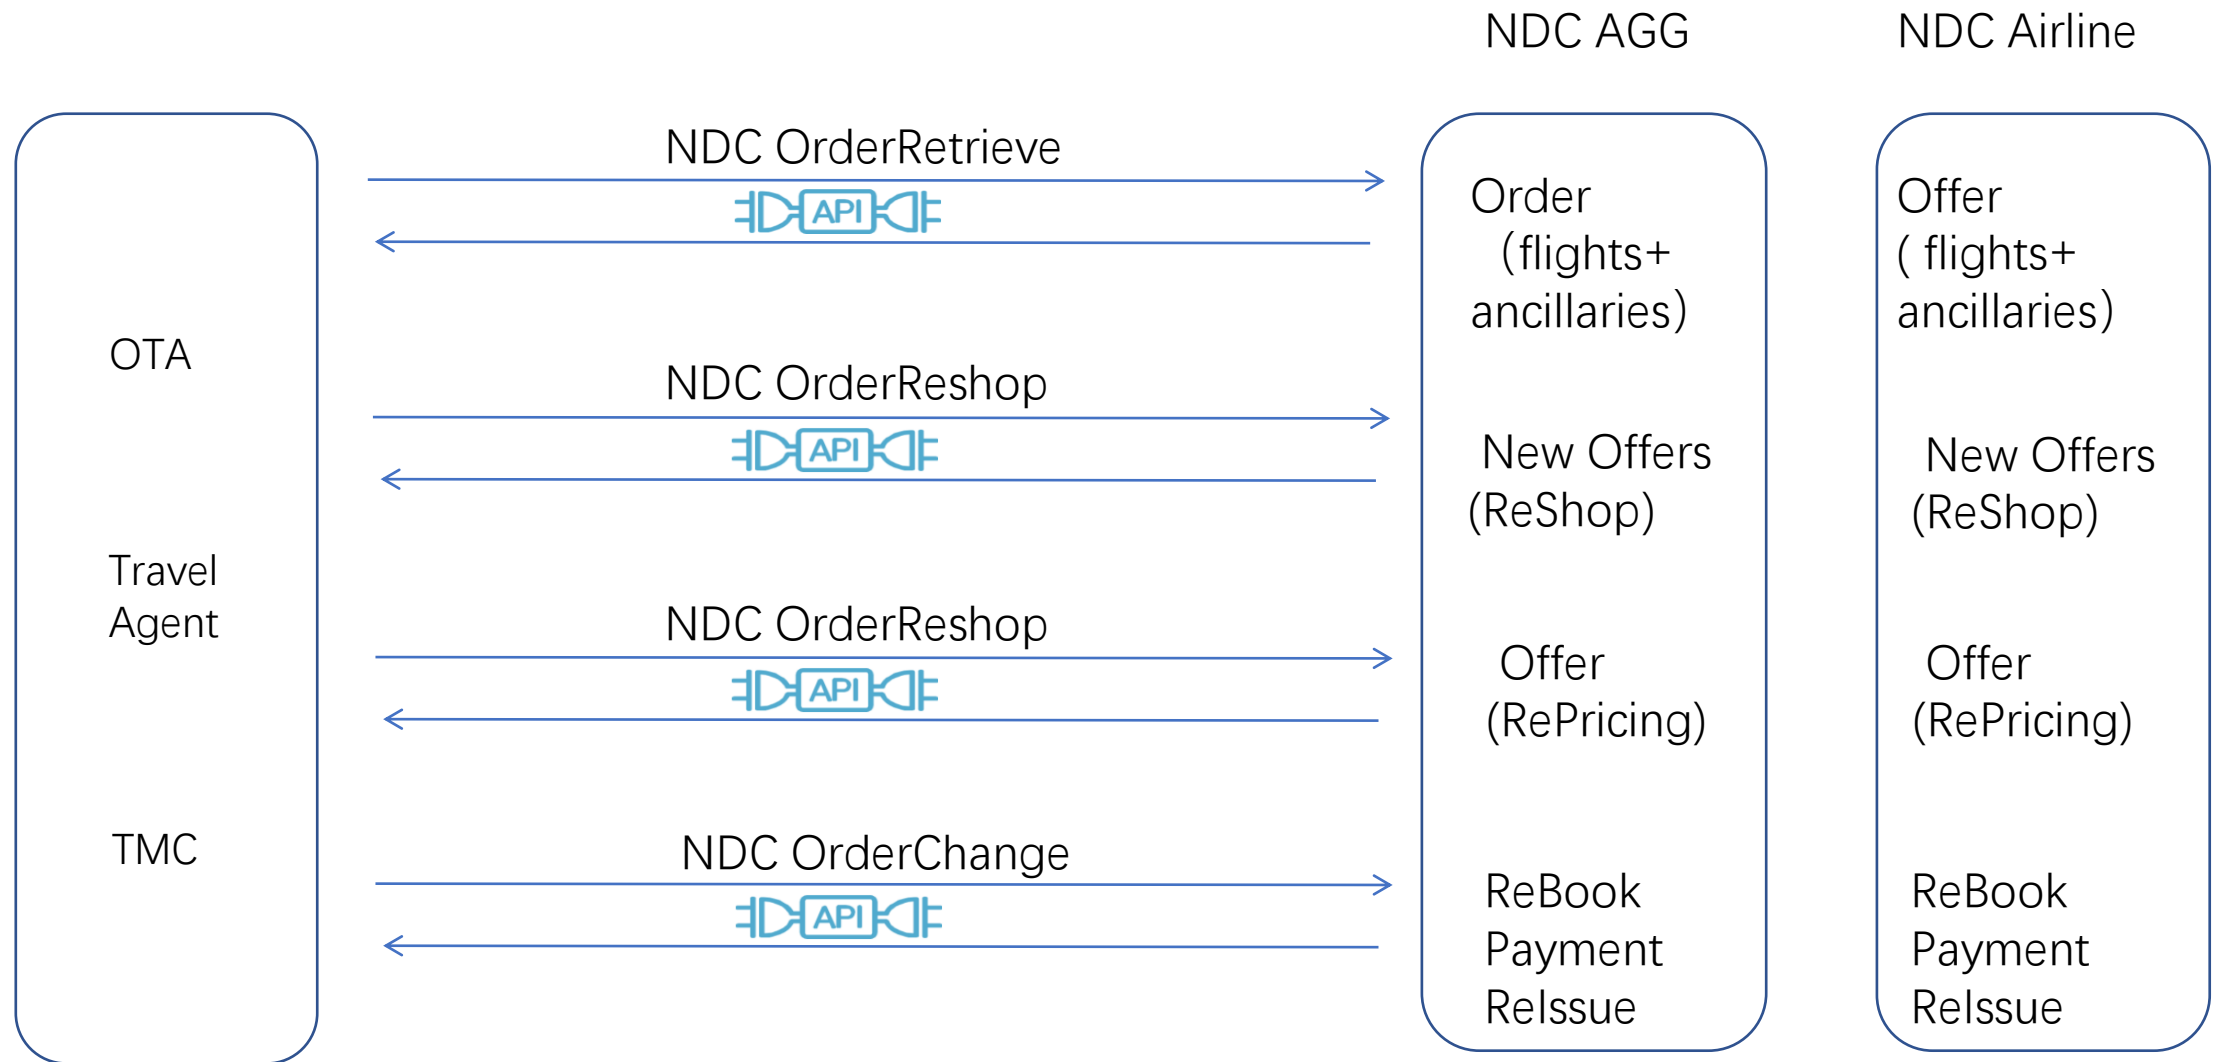 NDC AGG
NDC Airline
NDC OrderRetrieve
API
Order
（flights+
ancillaries）
Offer
( flights+
ancillaries）
OTA
NDC OrderReshop
API
New Offers
(ReShop)
New Offers
(ReShop)
Travel
Agent
NDC OrderReshop
API
Offer
(RePricing)
Offer
(RePricing)
TMC
NDC OrderChange
API
ReBook
Payment
ReIssue
ReBook
Payment
ReIssue